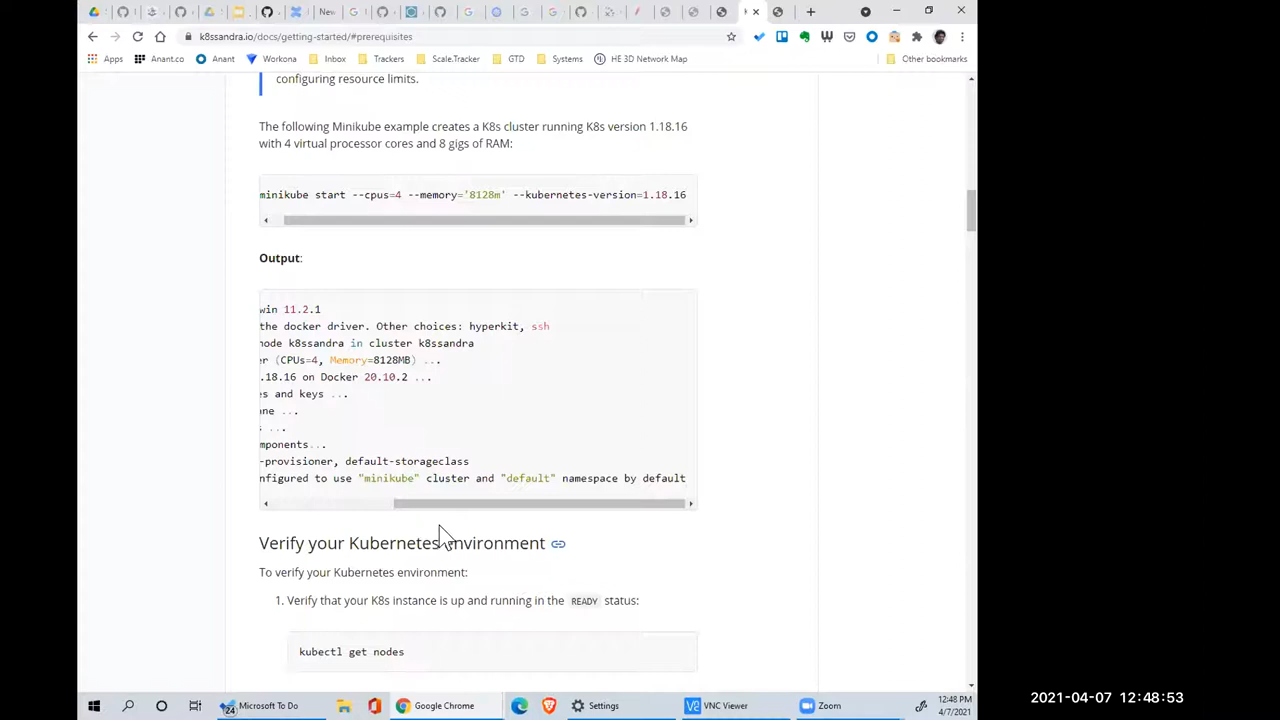 New
k8ssandra.io/docs/getting-started/#prerequisites
Apps Anant.co Anant Workona Inbox Trackers Scale.Tracker GTD Systems HE 3D Network Map Other bookmarks
configuring resource limits.
The following Minikube example creates a K8s cluster running K8s version 1.18.16
with 4 virtual processor cores and 8 gigs of RAM:
minikube start --cpus=4 --memory='8128m' --kubernetes-version=1.18.16
Output:
win 11.2.1
the docker driver. Other choices: hyperkit, ssh
node k8ssandra in cluster k8ssandra
er (CPUs=4, Memory=8128MB) ...
.18.16 on Docker 20.10.2 ...
es and keys ...
ane ...
s ...
mponents...
-provisioner, default-storageclass
nfigured to use "minikube" cluster and "default" namespace by default
Verify your Kubernetes environment
To verify your Kubernetes environment:
1. Verify that your K8s instance is up and running in the READY status:
kubectl get nodes
Microsoft To Do Google Chrome Settings VNC Viewer Zoom
12:48 PM
4/7/2021
2021-04-07 12:48:53